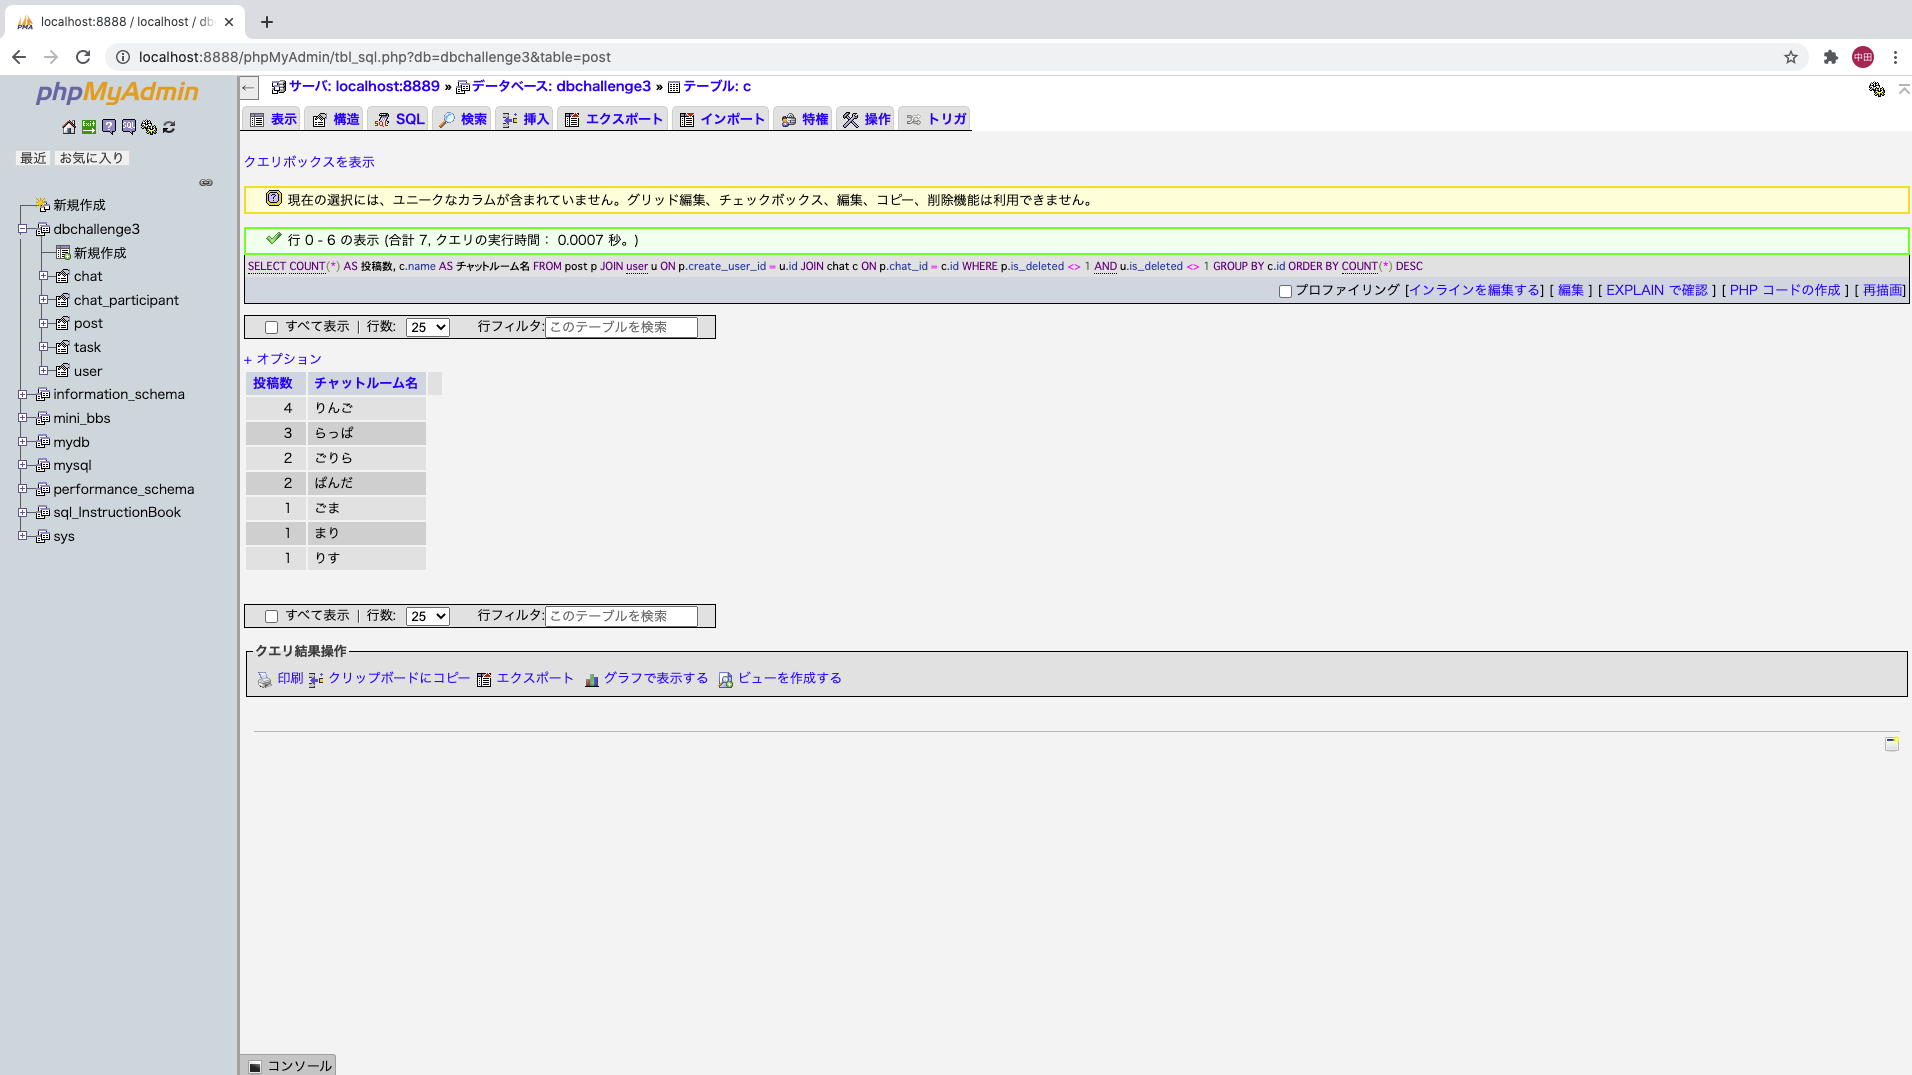 localhost:8888 / localhost / db
localhost:8888/phpMyAdmin/tbl_sql.php?db=dbchallenge3&table=post
中田
phpMyAdmin
最近 お気に入り
新規作成
dbchallenge3
新規作成
chat
chat_participant
post
task
user
information_schema
mini_bbs
mydb
mysql
performance_schema
sql_InstructionBook
sys
サーバ: localhost:8889 » データベース: dbchallenge3 » テーブル: c
表示 構造 SQL 検索 挿入 エクスポート インポート 特権 操作 トリガ
クエリボックスを表示
現在の選択には、ユニークなカラムが含まれていません。グリッド編集、チェックボックス、編集、コピー、削除機能は利用できません。
行 0 - 6 の表示 (合計 7, クエリの実行時間： 0.0007 秒。)
SELECT COUNT(*) AS 投稿数, c.name AS チャットルーム名 FROM post p JOIN user u ON p.create_user_id = u.id JOIN chat c ON p.chat_id = c.id WHERE p.is_deleted <> 1 AND u.is_deleted <> 1 GROUP BY c.id ORDER BY COUNT(*) DESC
プロファイリング [インラインを編集する] [ 編集 ] [ EXPLAIN で確認 ] [ PHP コードの作成 ] [ 再描画]
すべて表示 | 行数: 25 行フィルタ: このテーブルを検索
+ オプション
投稿数 チャットルーム名
4 りんご
3 らっぱ
2 ごりら
2 ぱんだ
1 ごま
1 まり
1 りす
すべて表示 | 行数: 25 行フィルタ: このテーブルを検索
クエリ結果操作
印刷 クリップボードにコピー エクスポート グラフで表示する ビューを作成する
コンソール